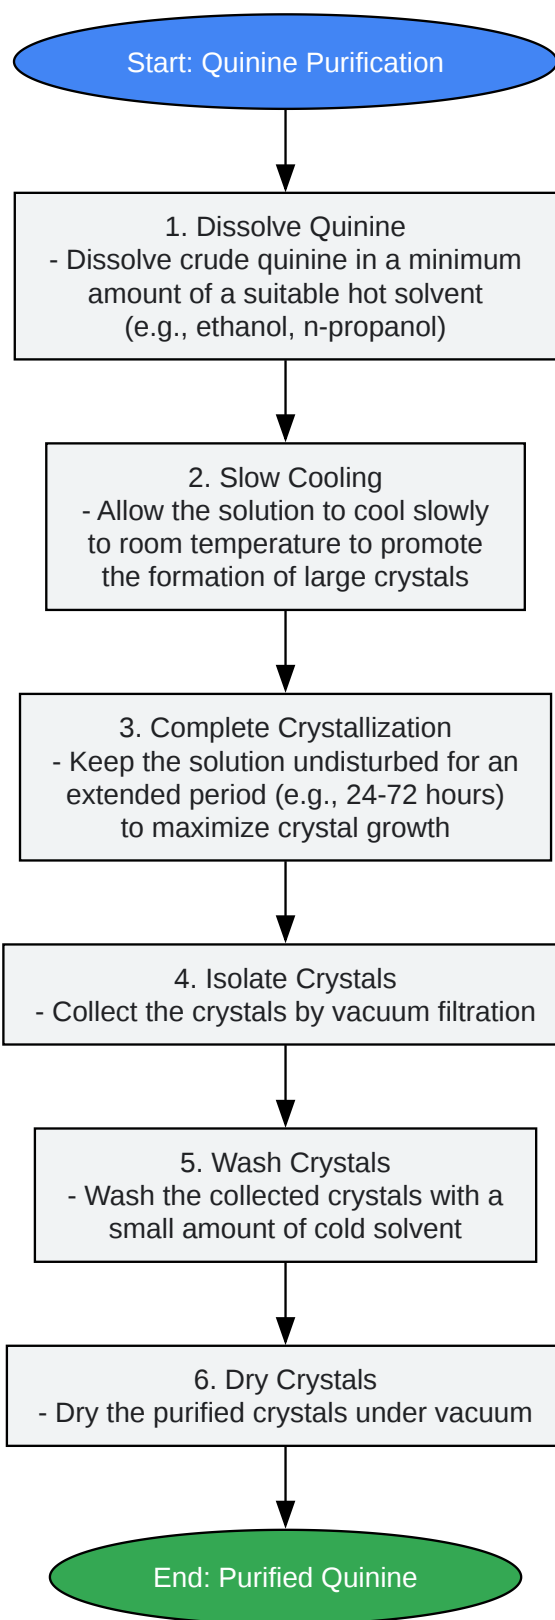 Start: Quinine Purification
1. Dissolve Quinine
- Dissolve crude quinine in a minimum
amount of a suitable hot solvent
(e.g., ethanol, n-propanol)
2. Slow Cooling
- Allow the solution to cool slowly
to room temperature to promote
the formation of large crystals
3. Complete Crystallization
- Keep the solution undisturbed for an
extended period (e.g., 24-72 hours)
to maximize crystal growth
4. Isolate Crystals
- Collect the crystals by vacuum filtration
5. Wash Crystals
- Wash the collected crystals with a
small amount of cold solvent
6. Dry Crystals
- Dry the purified crystals under vacuum
End: Purified Quinine